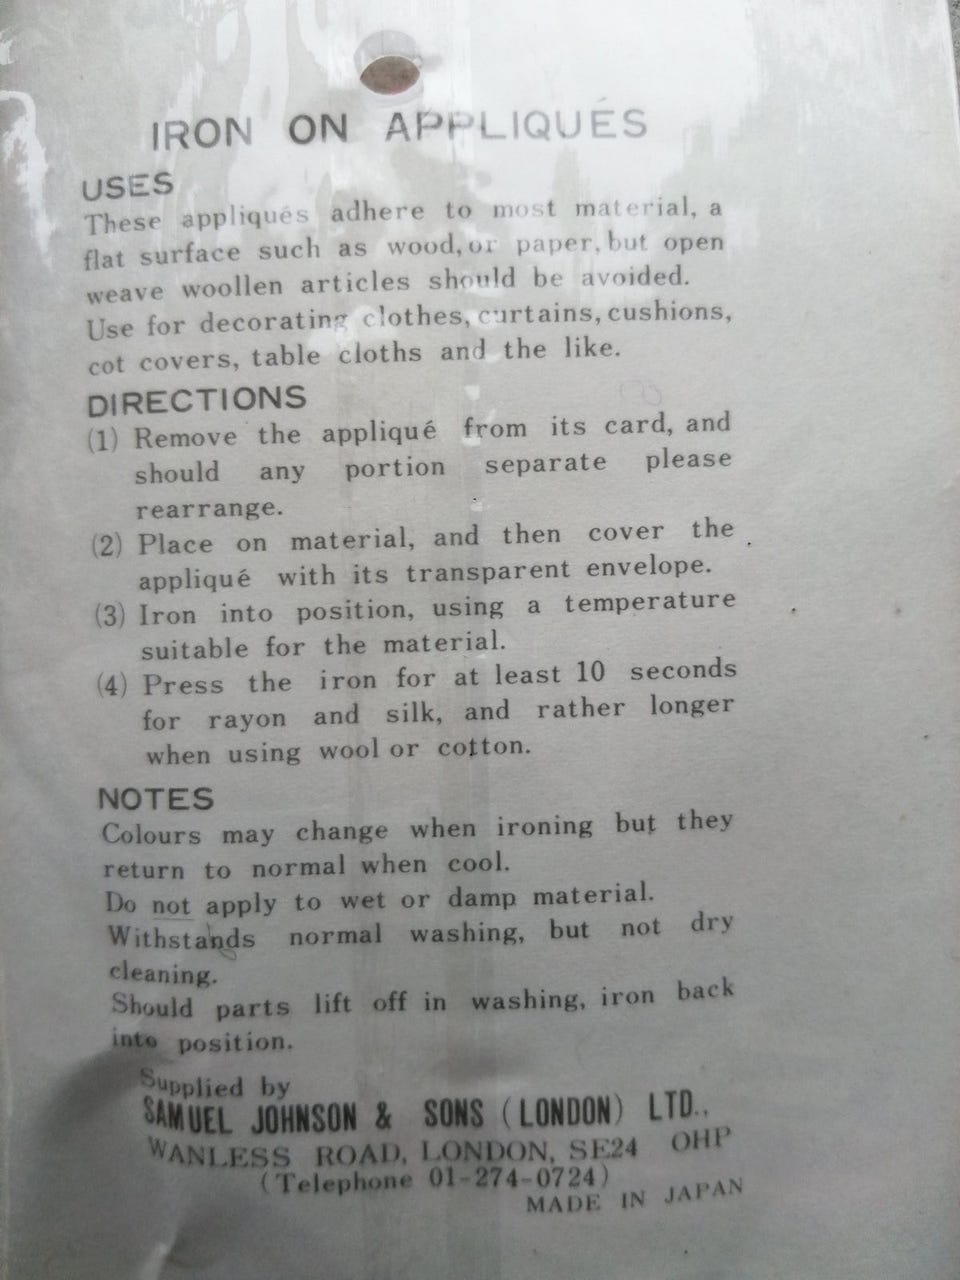 IRON ON APPLIQUÉS
USES
These appliqués adhere to most material, a
flat surface such as wood, or paper, but open
weave woollen articles should be avoided.
Use for decorating clothes, curtains, cushions,
cot covers, table cloths and the like.
DIRECTIONS
(1) Remove the appliqué from its card, and
should any portion separate please
rearrange.
(2) Place on material, and then cover the
appliqué with its transparent envelope.
(3) Iron into position, using a temperature
suitable for the material.
(4) Press the iron for at least 10 seconds
for rayon and silk, and rather longer
when using wool or cotton.
NOTES
Colours may change when ironing but they
return to normal when cool.
Do not apply to wet or damp material.
Withstands normal washing, but not dry
cleaning.
Should parts lift off in washing, iron back
into position.
Supplied by
SAMUEL JOHNSON & SONS (LONDON) LTD.,
WANLESS ROAD, LONDON, SE24 OHP
(Telephone 01-274-0724)
MADE IN JAPAN